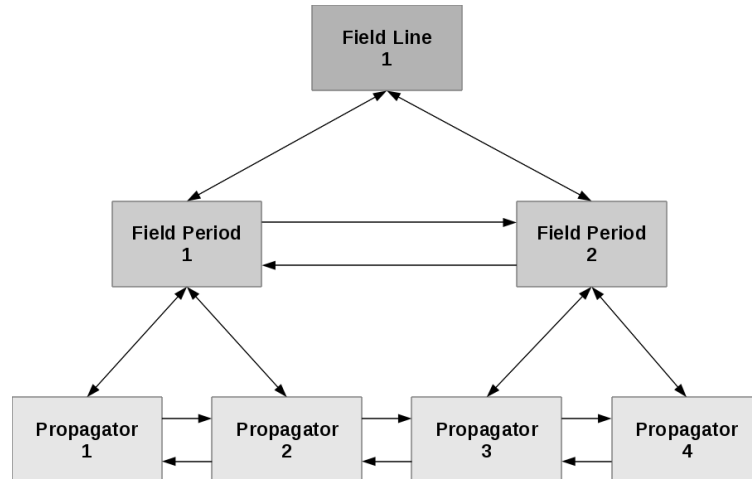 Field Line
1
Field Period
1
Field Period
2
Propagator
1
Propagator
2
Propagator
3
Propagator
4